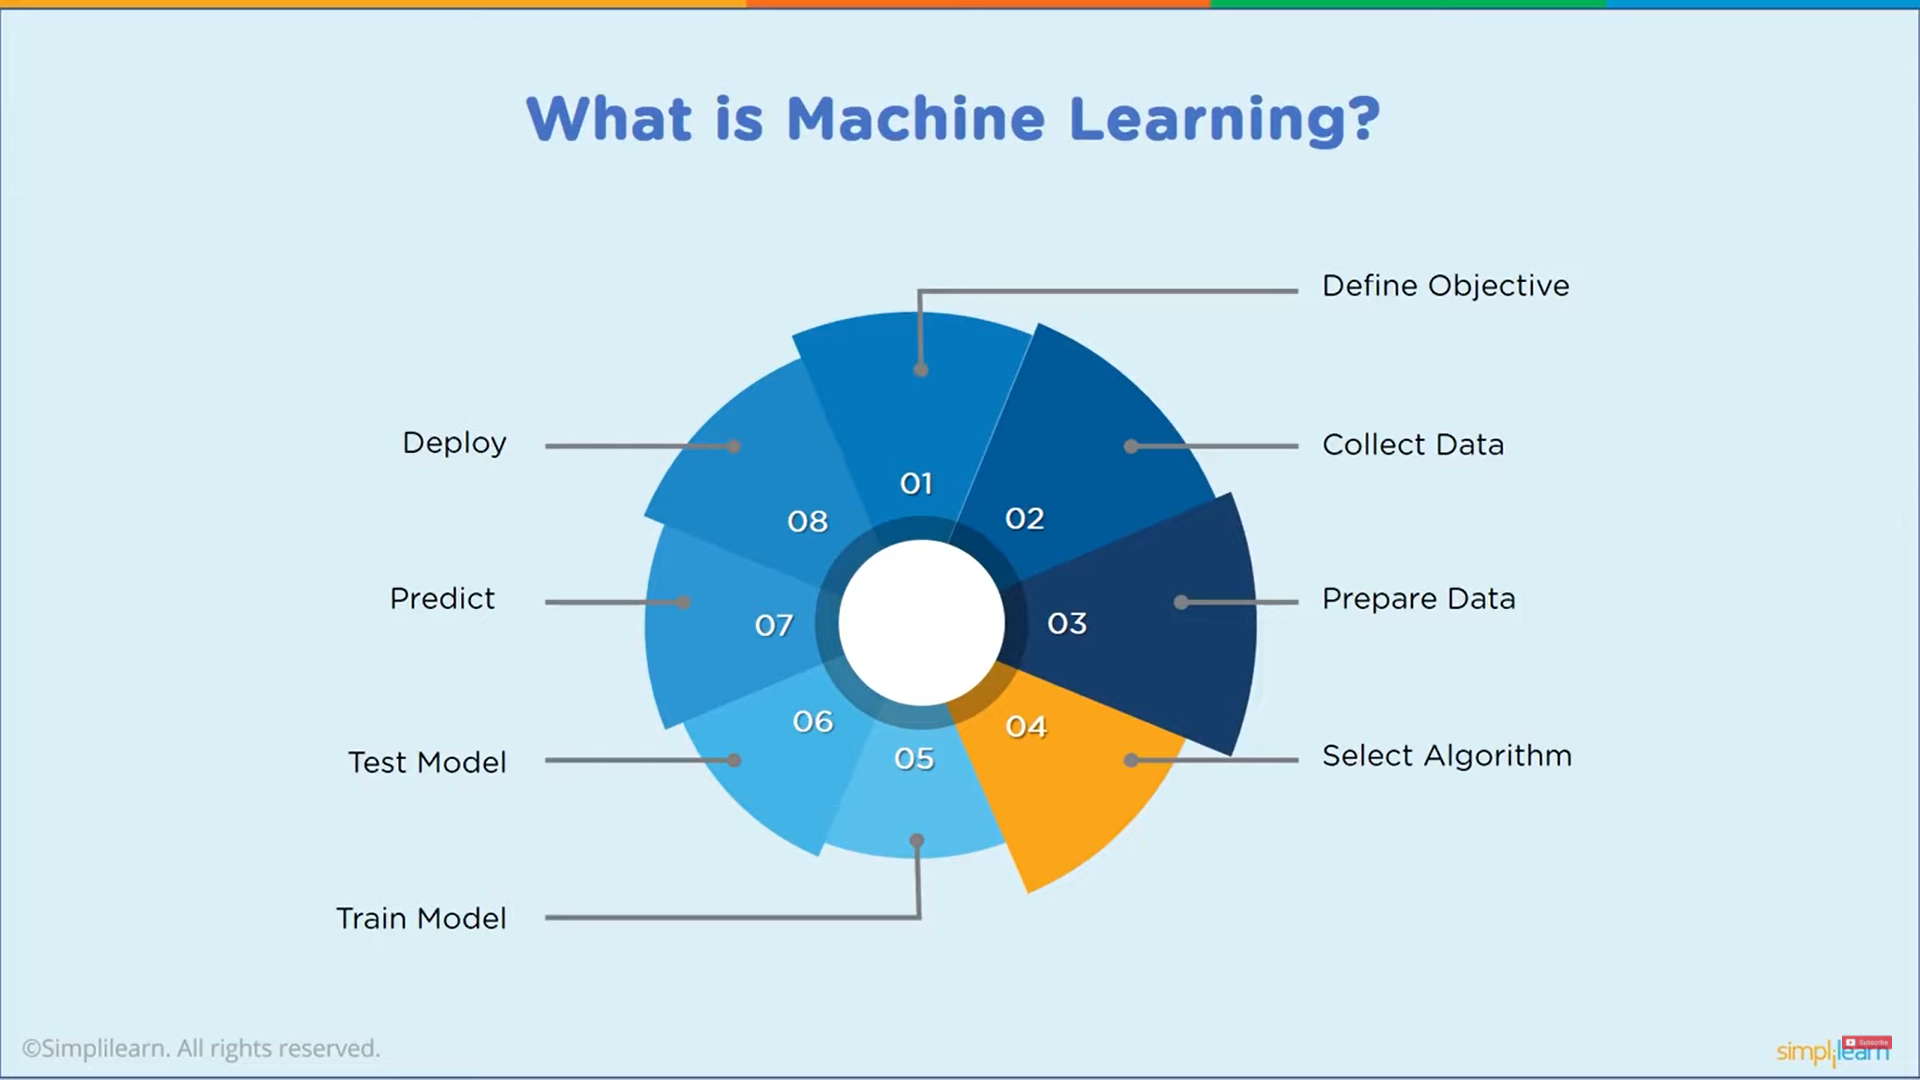 What is Machine Learning?
Define Objective
Collect Data
Prepare Data
Select Algorithm
Train Model
Test Model
Predict
Deploy
01
02
03
04
05
06
07
08
©Simplilearn. All rights reserved.
simplilearn
Subscribe